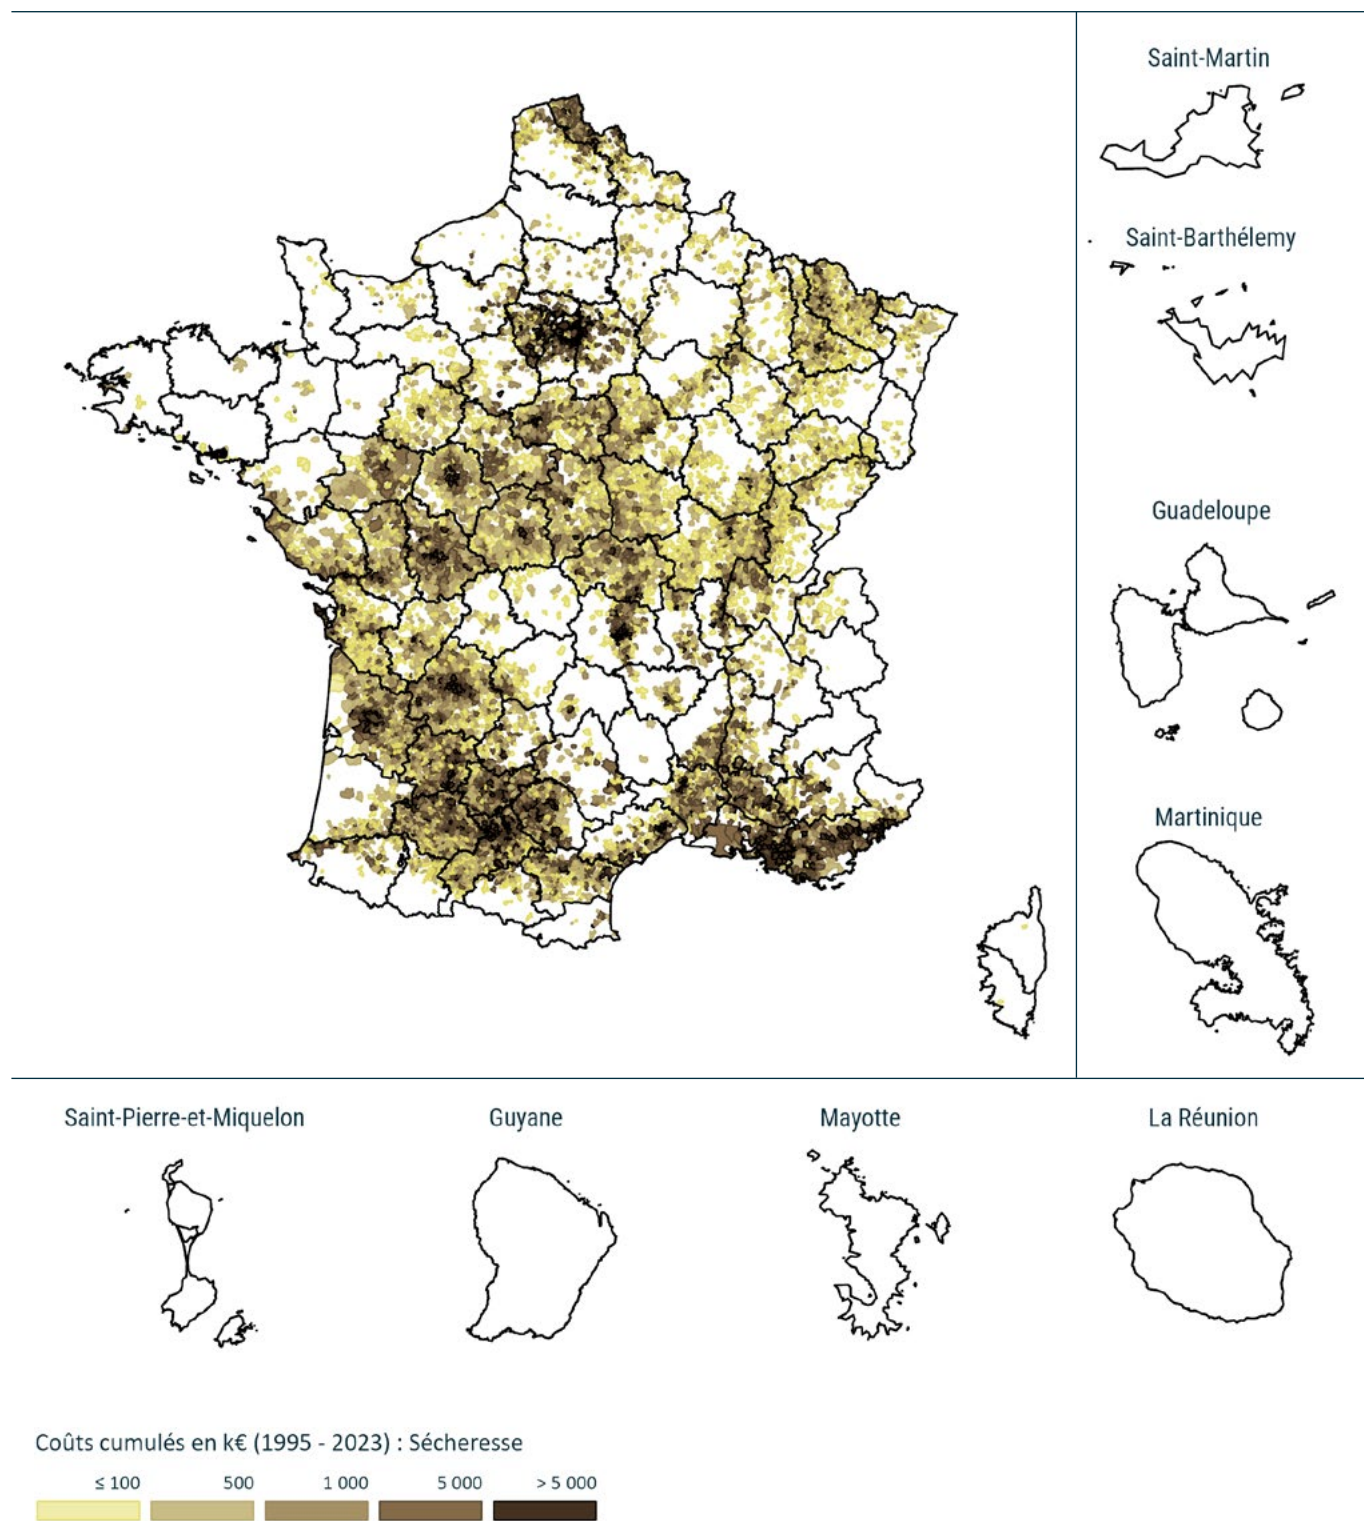 Saint-Martin
Saint-Barthélemy
Guadeloupe
Martinique
Saint-Pierre-et-Miquelon
Guyane
Mayotte
La Réunion
Coûts cumulés en k€ (1995 - 2023) : Sécheresse
≤ 100 500 1 000 5 000 > 5 000